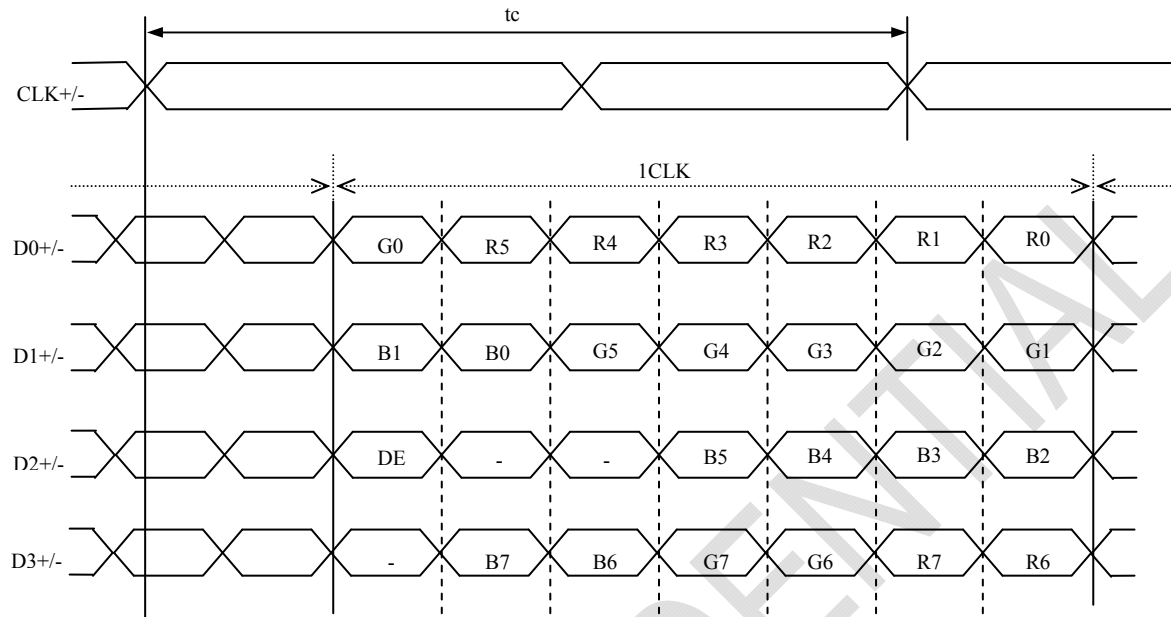 tc
CLK+/-
1CLK
D0+/- G0 R5 R4 R3 R2 R1 R0
D1+/- B1 B0 G5 G4 G3 G2 G1
D2+/- DE - - B5 B4 B3 B2
D3+/- - B7 B6 G7 G6 R7 R6
DENTIAL